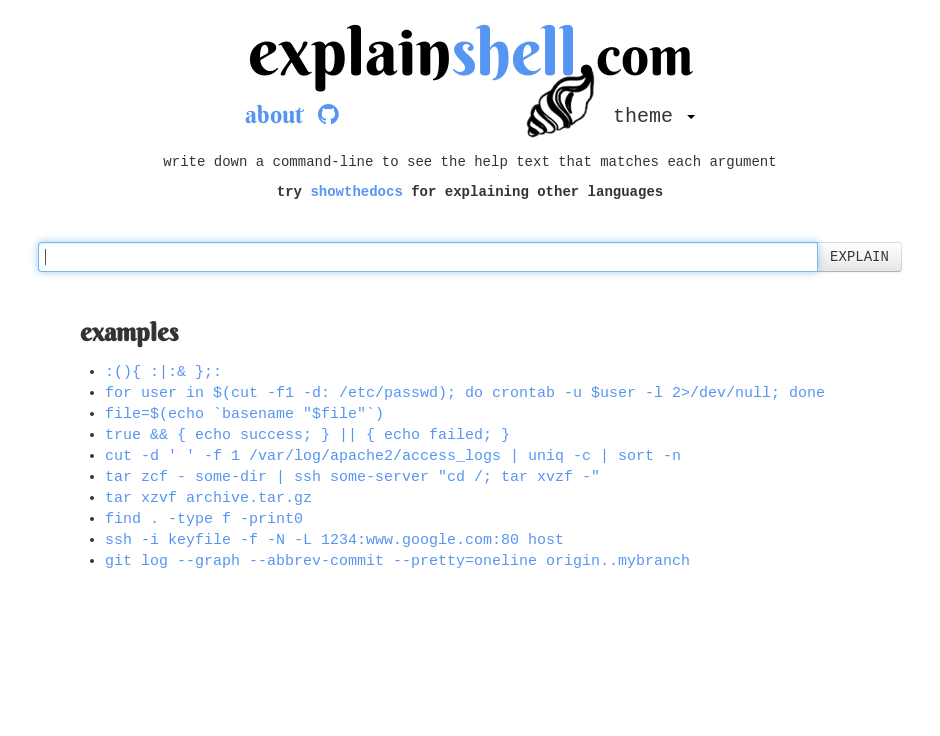 explainshell.com
about theme
write down a command-line to see the help text that matches each argument
try showthedocs for explaining other languages
EXPLAIN
examples
:(){ :|:& };:
for user in $(cut -f1 -d: /etc/passwd); do crontab -u $user -l 2>/dev/null; done
file=$(echo `basename "$file"`)
true && { echo success; } || { echo failed; }
cut -d ' ' -f 1 /var/log/apache2/access_logs | uniq -c | sort -n
tar zcf - some-dir | ssh some-server "cd /; tar xvzf -"
tar xzvf archive.tar.gz
find . -type f -print0
ssh -i keyfile -f -N -L 1234:www.google.com:80 host
git log --graph --abbrev-commit --pretty=oneline origin..mybranch